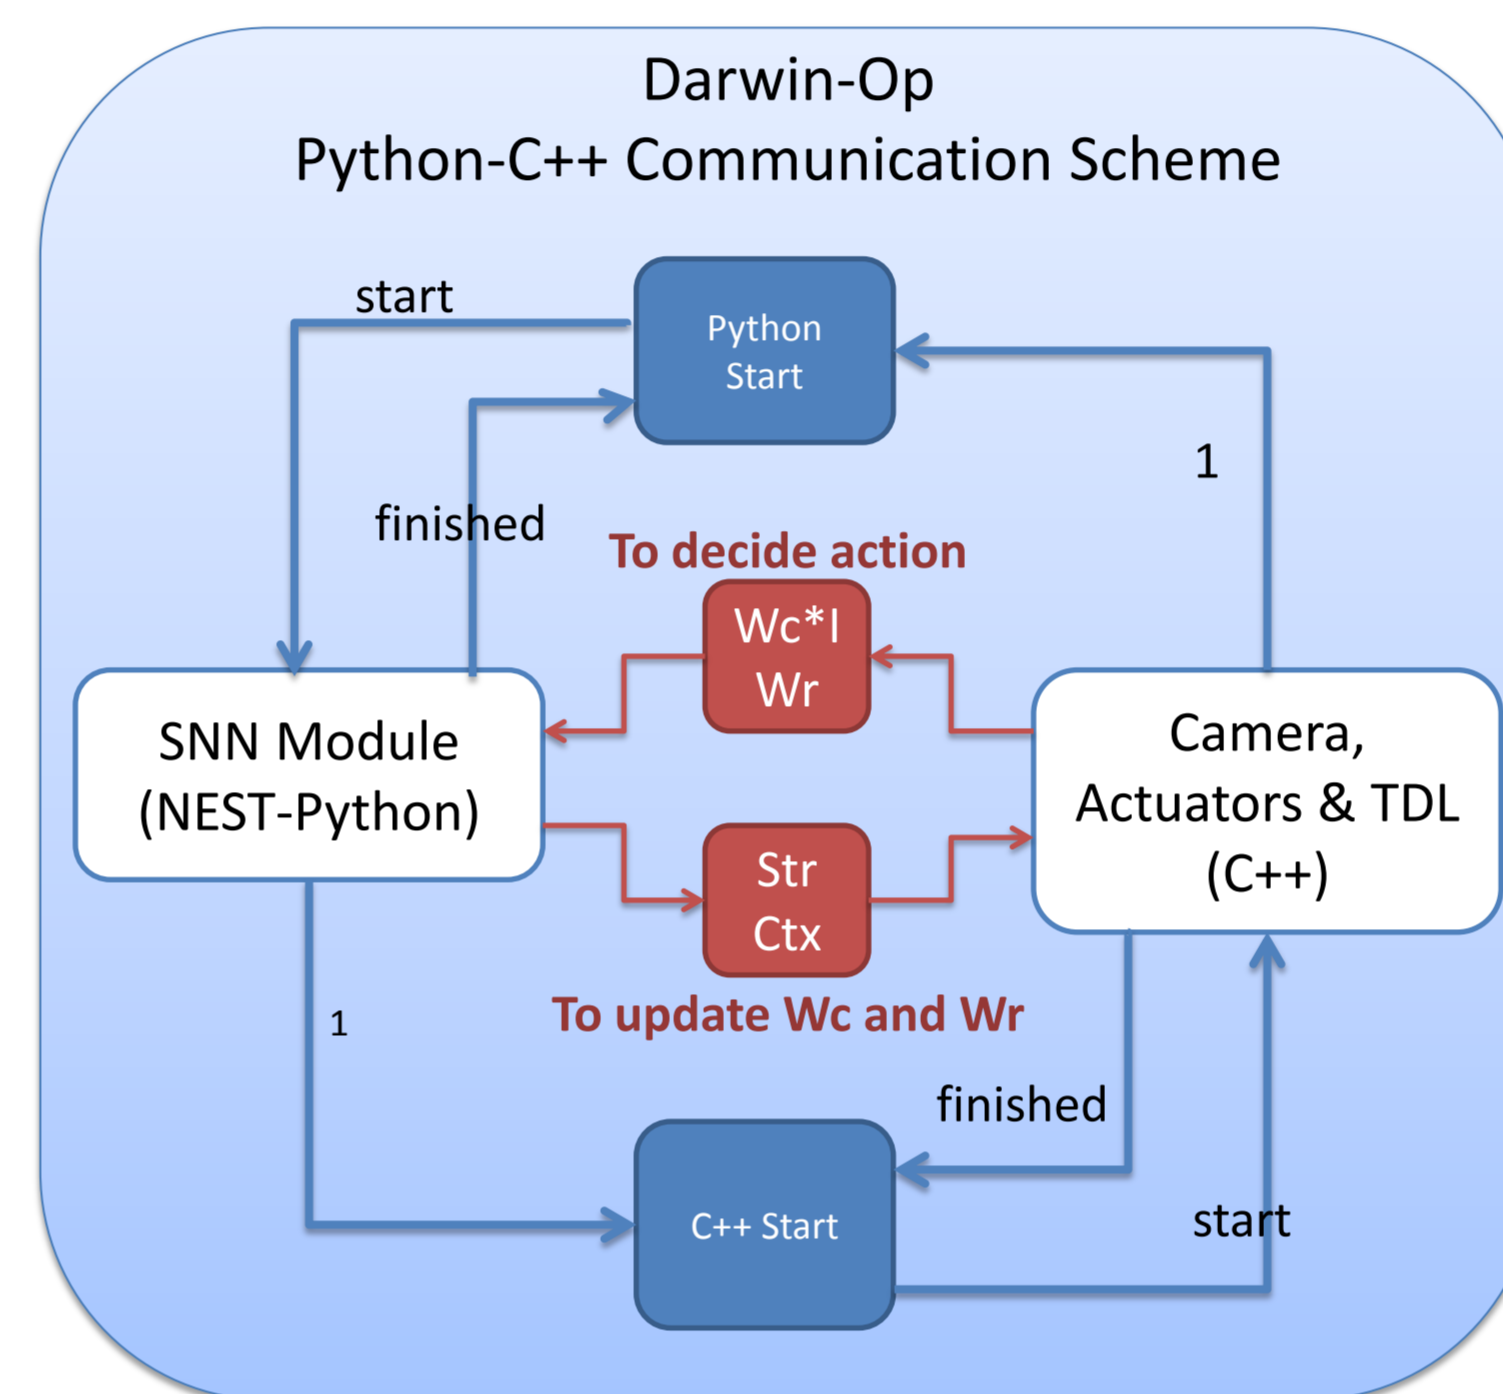 Darwin-Op
Python-C++ Communication Scheme
start
Python
Start
1
finished
To decide action
Wc*I
Wr
SNN Module
(NEST-Python)
Camera,
Actuators & TDL
(C++)
Str
Ctx
To update Wc and Wr
1
finished
C++ Start
start